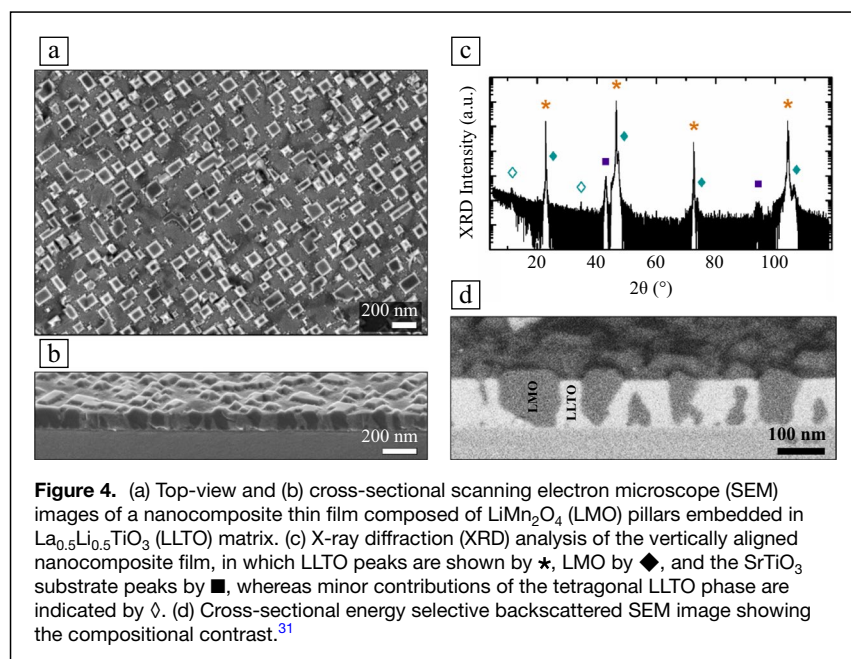 a
200 nm
b
200 nm
c
XRD Intensity (a.u.)
20 40 60 80 100
2θ (°)
d
LMO
LLTO
100 nm
Figure 4. (a) Top-view and (b) cross-sectional scanning electron microscope (SEM)
images of a nanocomposite thin film composed of LiMn₂O₄ (LMO) pillars embedded in
La₀.₅Li₀.₅TiO₃ (LLTO) matrix. (c) X-ray diffraction (XRD) analysis of the vertically aligned
nanocomposite film, in which LLTO peaks are shown by *, LMO by ◆, and the SrTiO₃
substrate peaks by ■, whereas minor contributions of the tetragonal LLTO phase are
indicated by ◊. (d) Cross-sectional energy selective backscattered SEM image showing
the compositional contrast.³¹